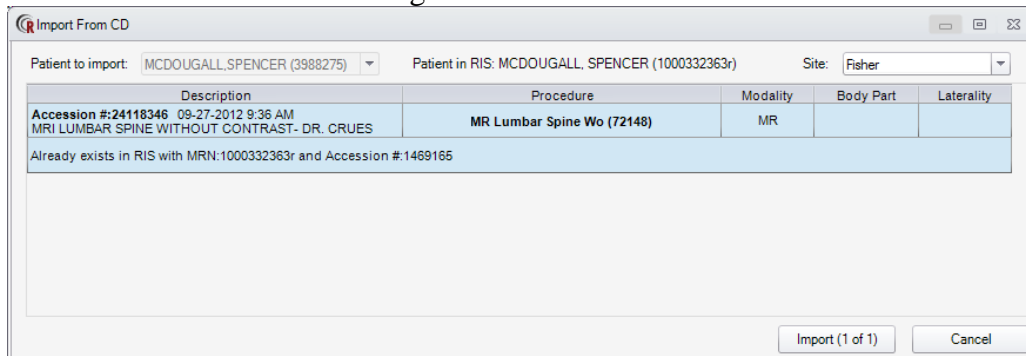 Import From CD
Patient to import: MCDOUGALL,SPENCER (3988275) Patient in RIS: MCDOUGALL, SPENCER (1000332363r) Site: Fisher
Description Procedure Modality Body Part Laterality
Accession #:24118346 09-27-2012 9:36 AM
MRI LUMBAR SPINE WITHOUT CONTRAST- DR. CRUES
MR Lumbar Spine Wo (72148) MR
Already exists in RIS with MRN:1000332363r and Accession #:1469165
Import (1 of 1) Cancel